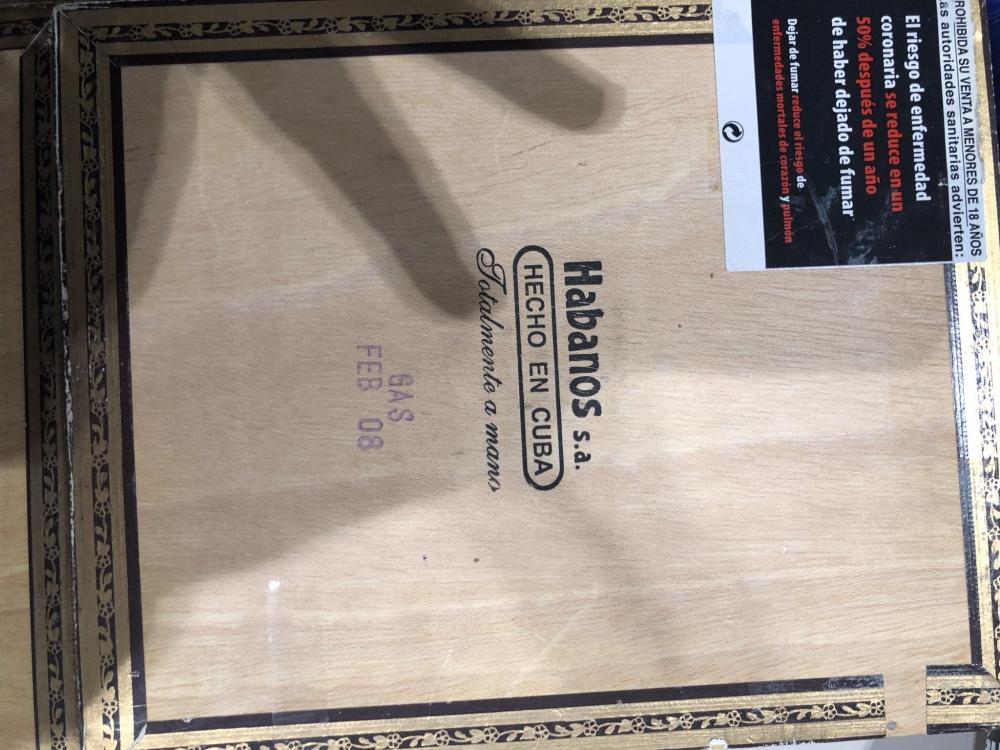 PROHIBIDA SU VENTA A MENORES DE 18 AÑOS
Las autoridades sanitarias advierten:
El riesgo de enfermedad
coronaria se reduce en un
50% después de un año
de haber dejado de fumar
Dejar de fumar reduce el riesgo de
enfermedades mortales de corazón y pulmón
Habanos s.a.
HECHO EN CUBA
Totalmente a mano
GAS
FEB 08